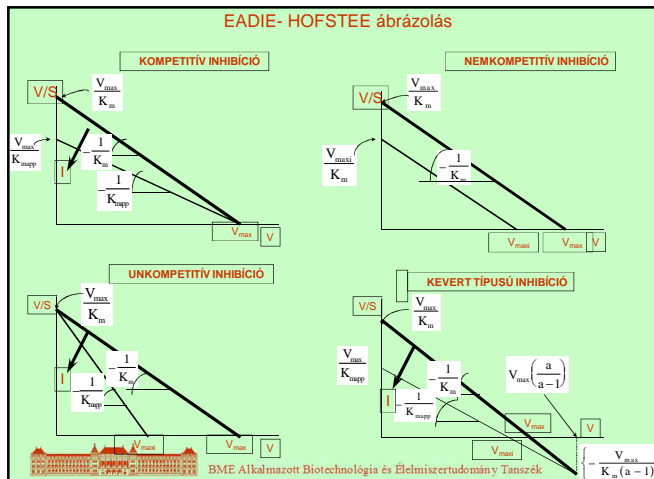 EADIE- HOFSTEE ábrázolás
KOMPETITÍV INHIBÍCIÓ
V/S
V_max / K_m
V_max / K_mapp
I
-1/K_m
-1/K_mapp
V_max
V
NEMKOMPETITÍV INHIBÍCIÓ
V/S
V_max / K_m
V_maxi / K_m
-1/K_m
V_maxi
V_max
V
UNKOMPETITÍV INHIBÍCIÓ
V/S
V_max / K_m
I
-1/K_m
-1/K_mapp
V_maxi
V_max
V
KEVERT TÍPUSÚ INHIBÍCIÓ
V/S
V_max / K_m
V_max / K_mapp
I
-1/K_m
-1/K_mapp
V_max (a / a-1)
V_max
V
V_maxi
- V_max / K_m(a-1)
BME Alkalmazott Biotechnológia és Élelmiszertudomány Tanszék